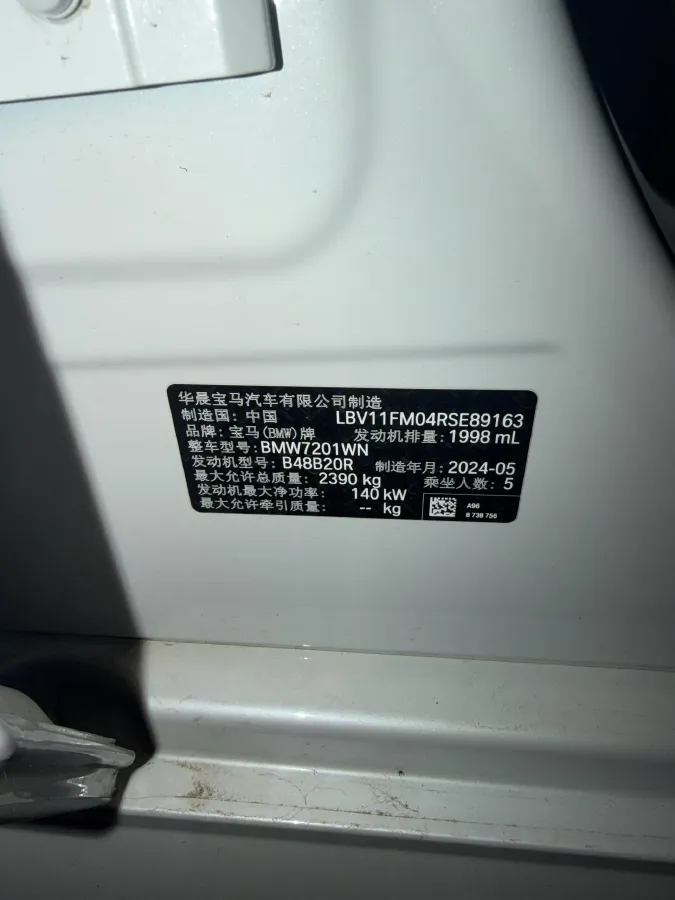 华晨宝马汽车有限公司制造
制造国：中国 LBV11FM04RSE89163
品牌：宝马(BMW)牌 发动机排量：1998 mL
整车型号：BMW7201WN
发动机型号：B48B20R 制造年月：2024-05
最大允许总质量：2390 kg 乘坐人数：5
发动机最大净功率：140 kW
最大允许牵引质量：-- kg
A96
6 738 756